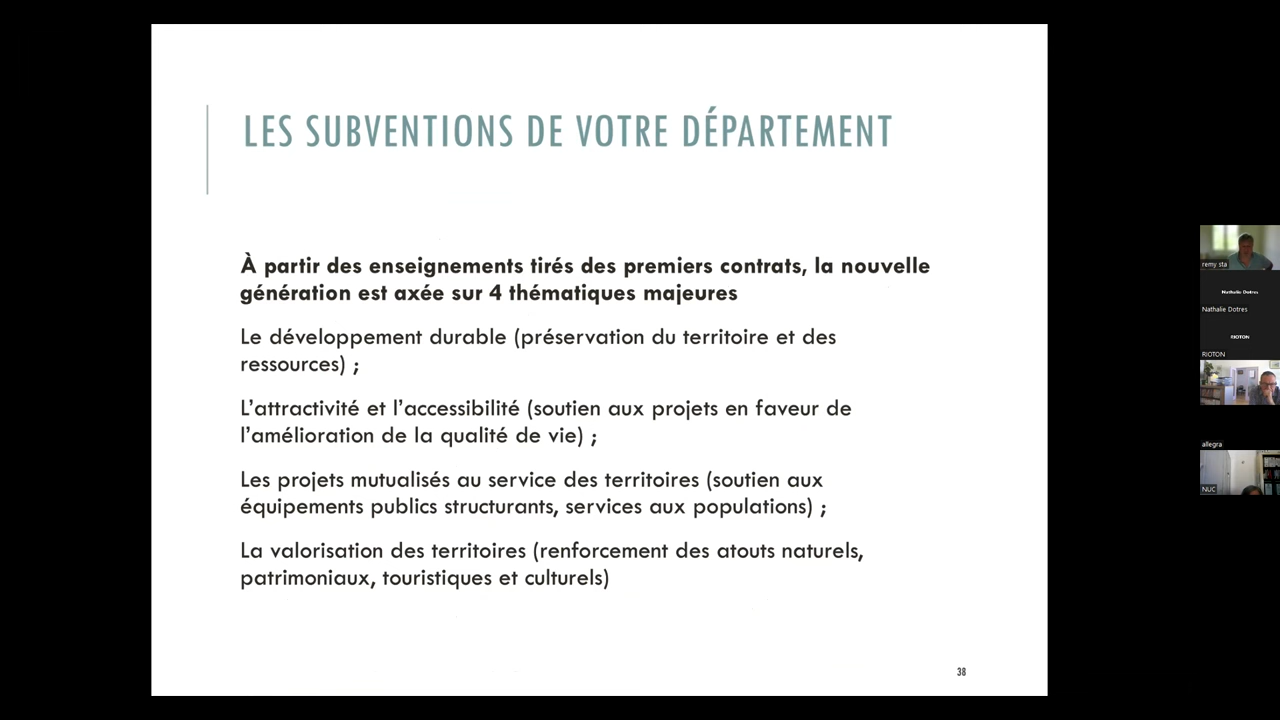 LES SUBVENTIONS DE VOTRE DÉPARTEMENT
À partir des enseignements tirés des premiers contrats, la nouvelle
génération est axée sur 4 thématiques majeures
Le développement durable (préservation du territoire et des
ressources) ;
L’attractivité et l’accessibilité (soutien aux projets en faveur de
l’amélioration de la qualité de vie) ;
Les projets mutualisés au service des territoires (soutien aux
équipements publics structurants, services aux populations) ;
La valorisation des territoires (renforcement des atouts naturels,
patrimoniaux, touristiques et culturels)
38
remy sta
Nathalie Dotres
Nathalie Dotres
RIOTON
RIOTON
allegra
NUC